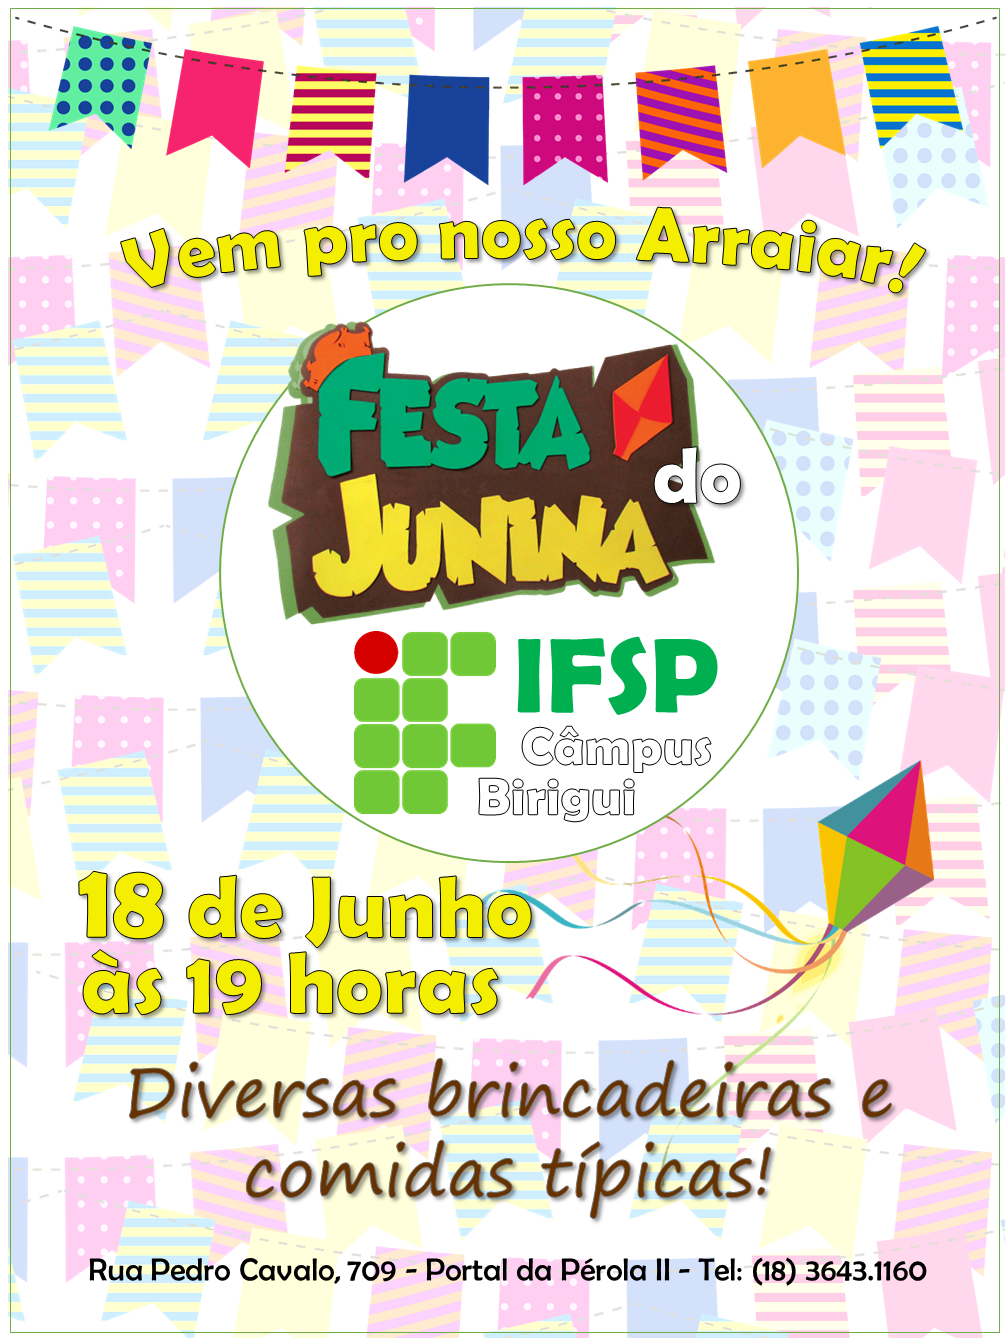 Vem pro nosso Arraiar!
FESTA
do
JUNINA
IFSP
Câmpus
Birigui
18 de Junho
às 19 horas
Diversas brincadeiras e
comidas típicas!
Rua Pedro Cavalo, 709 - Portal da Pérola II - Tel: (18) 3643.1160